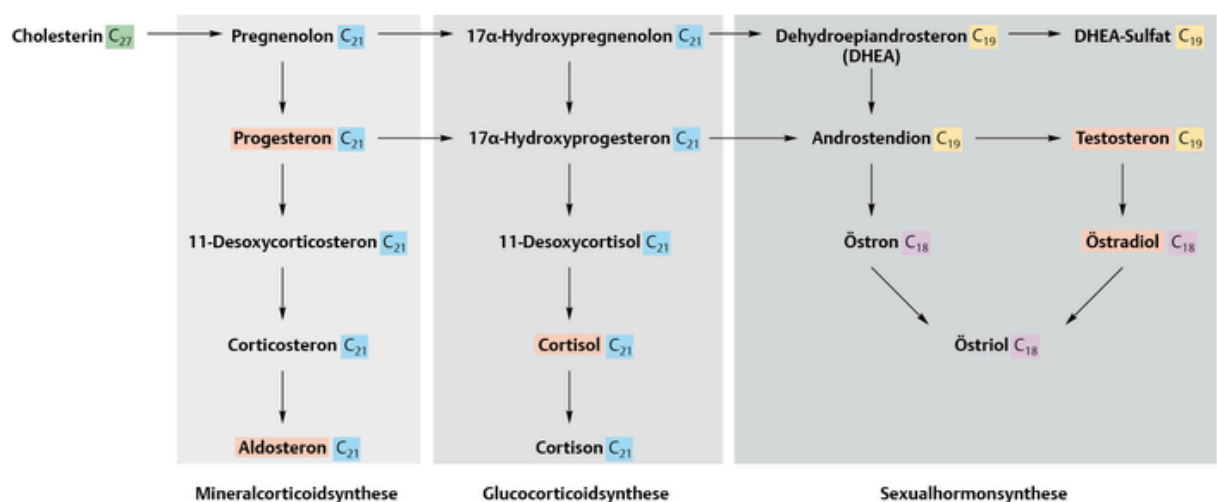 Cholesterin C₂₇ Pregnenolon C₂₁ 17α-Hydroxypregnenolon C₂₁ Dehydroepiandrosteron C₁₉ DHEA-Sulfat C₁₉
(DHEA)
Progesteron C₂₁ 17α-Hydroxyprogesteron C₂₁ Androstendion C₁₉ Testosteron C₁₉
11-Desoxycorticosteron C₂₁ 11-Desoxycortisol C₂₁ Östron C₁₈ Östradiol C₁₈
Corticosteron C₂₁ Cortisol C₂₁ Östriol C₁₈
Aldosteron C₂₁ Cortison C₂₁
Mineralcorticoidsynthese Glucocorticoidsynthese Sexualhormonsynthese